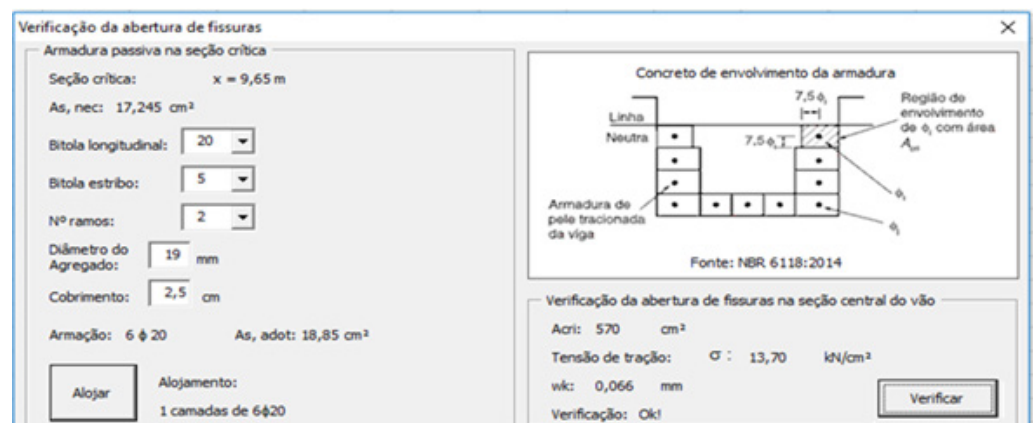 Verificação da abertura de fissuras
Armadura passiva na seção crítica
Seção crítica: x = 9,65 m
As, nec: 17,245 cm²
Bitola longitudinal: 20
Bitola estribo: 5
Nº ramos: 2
Diâmetro do
Agregado: 19 mm
Cobrimento: 2,5 cm
Armação: 6 ϕ 20 As, adot: 18,85 cm²
Alojar
Alojamento:
1 camadas de 6ϕ20
Concreto de envolvimento da armadura
7,5 ϕi
Linha
Neutra
7,5 ϕi
Região de
envolvimento
de ϕi com área
Acri
Armadura de
pele tracionada
da viga
ϕi
ϕj
Fonte: NBR 6118:2014
Verificação da abertura de fissuras na seção central do vão
Acri: 570 cm²
Tensão de tração: σ : 13,70 kN/cm²
wk: 0,066 mm
Verificação: Ok!
Verificar